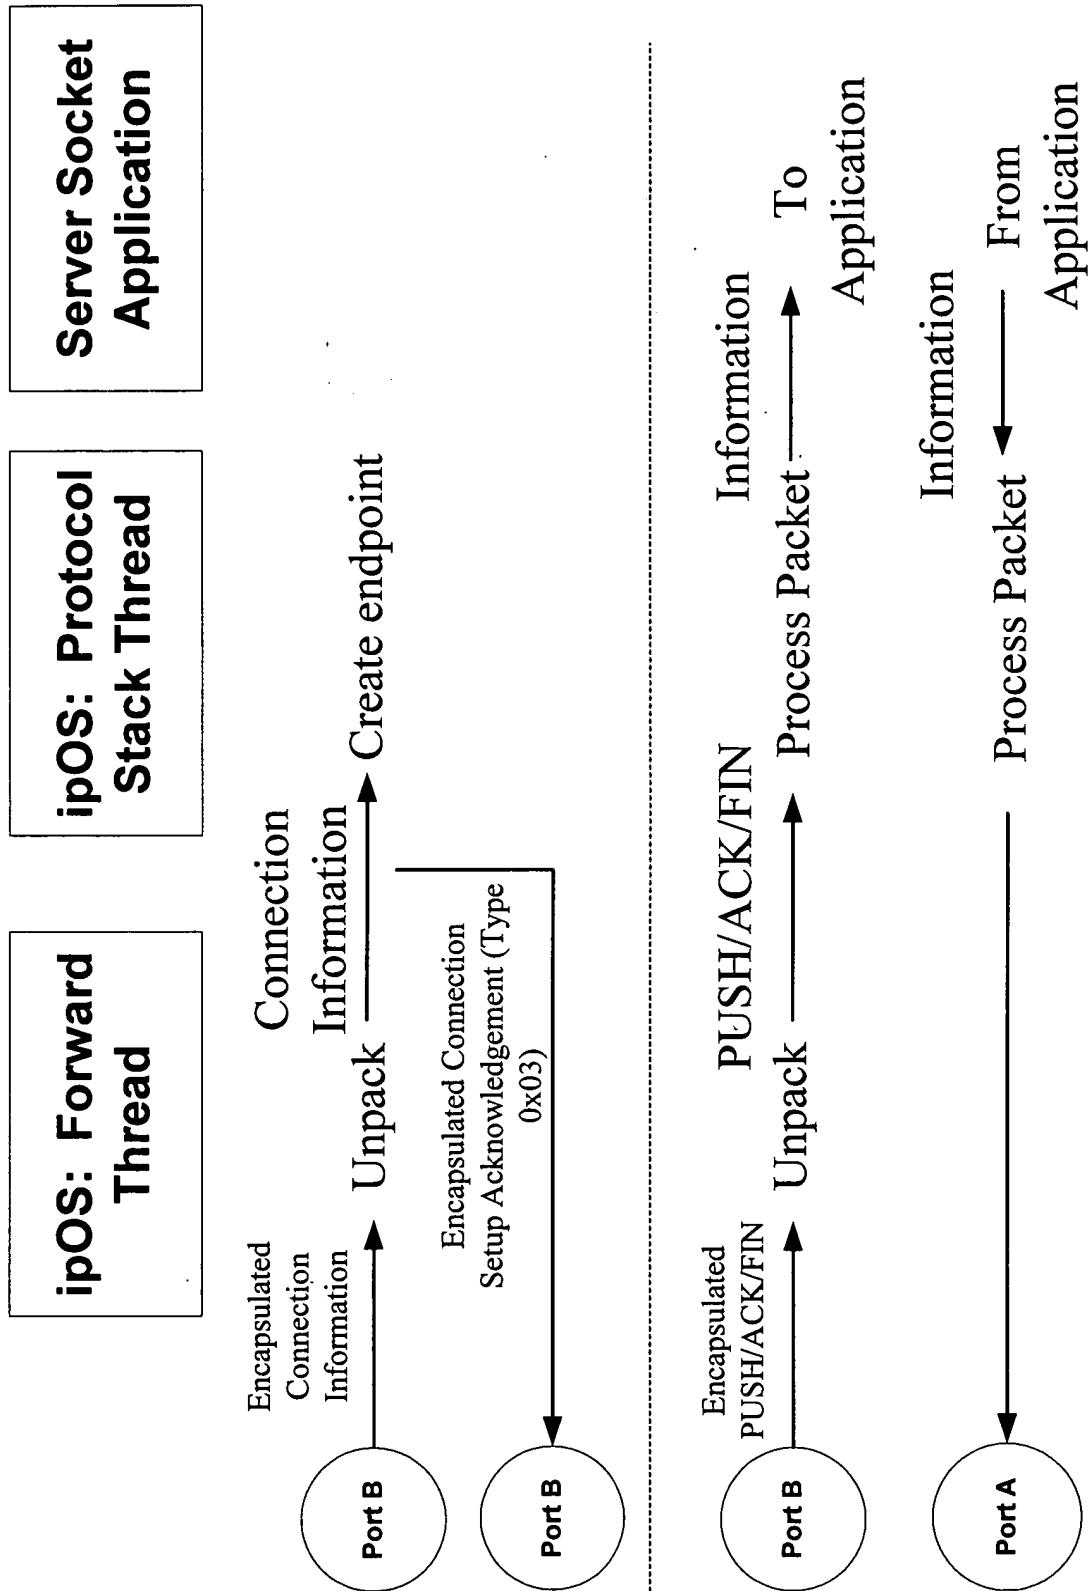 ipOS: Forward
Thread
ipOS: Protocol
Stack Thread
Server Socket
Application
Encapsulated
Connection
Information
Connection
Information
Port B
Unpack
Create endpoint
Encapsulated Connection
Setup Acknowledgement (Type
0x03)
Port B
Encapsulated
PUSH/ACK/FIN
PUSH/ACK/FIN
Information
Port B
Unpack
Process Packet
To
Application
Information
Port A
Process Packet
From
Application